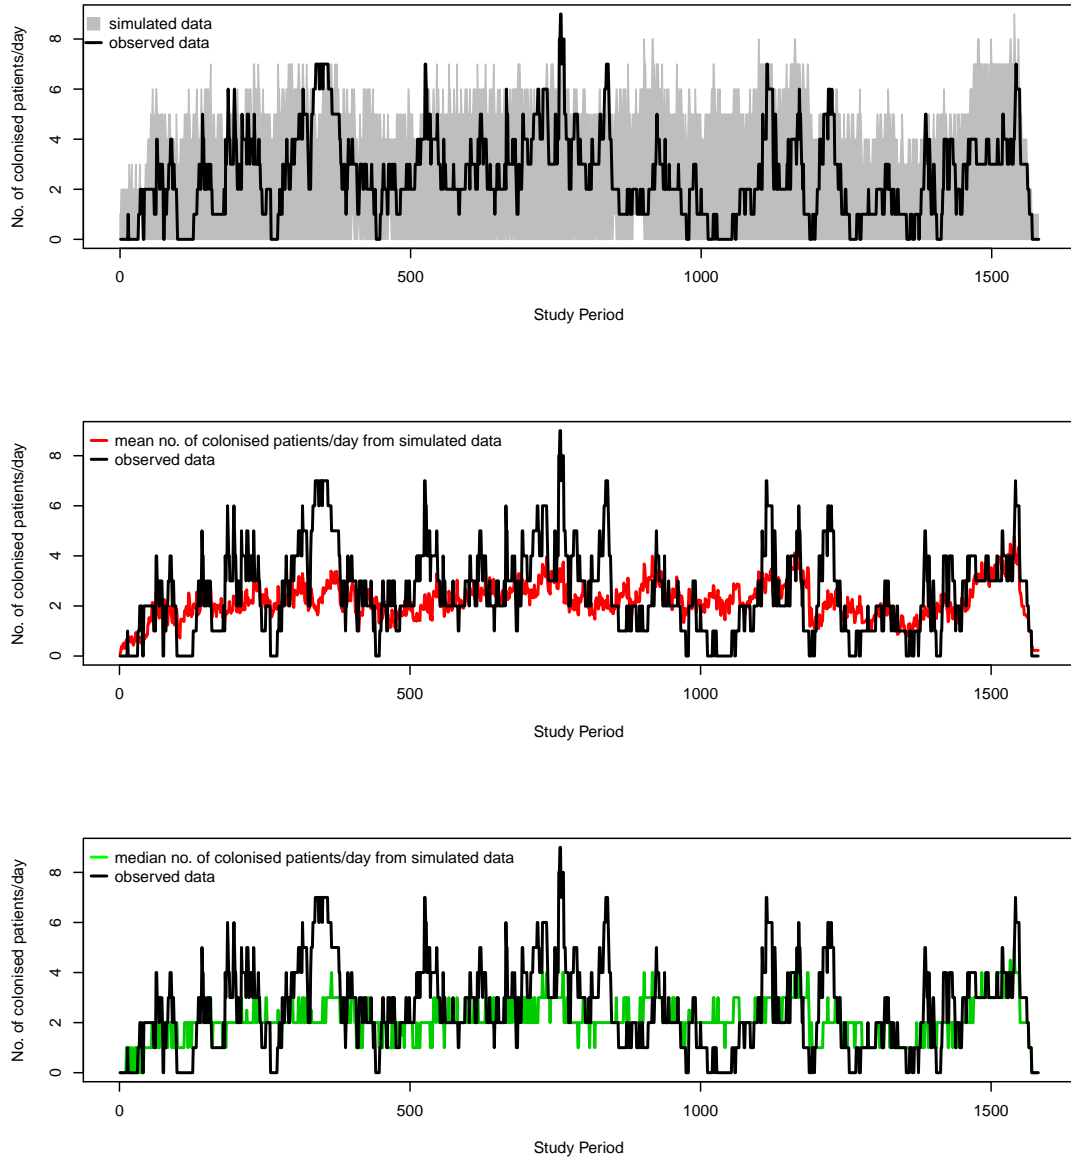 simulated data
observed data
No. of colonised patients/day
0 2 4 6 8
0 500 1000 1500
Study Period
mean no. of colonised patients/day from simulated data
observed data
No. of colonised patients/day
0 2 4 6 8
0 500 1000 1500
Study Period
median no. of colonised patients/day from simulated data
observed data
No. of colonised patients/day
0 2 4 6 8
0 500 1000 1500
Study Period